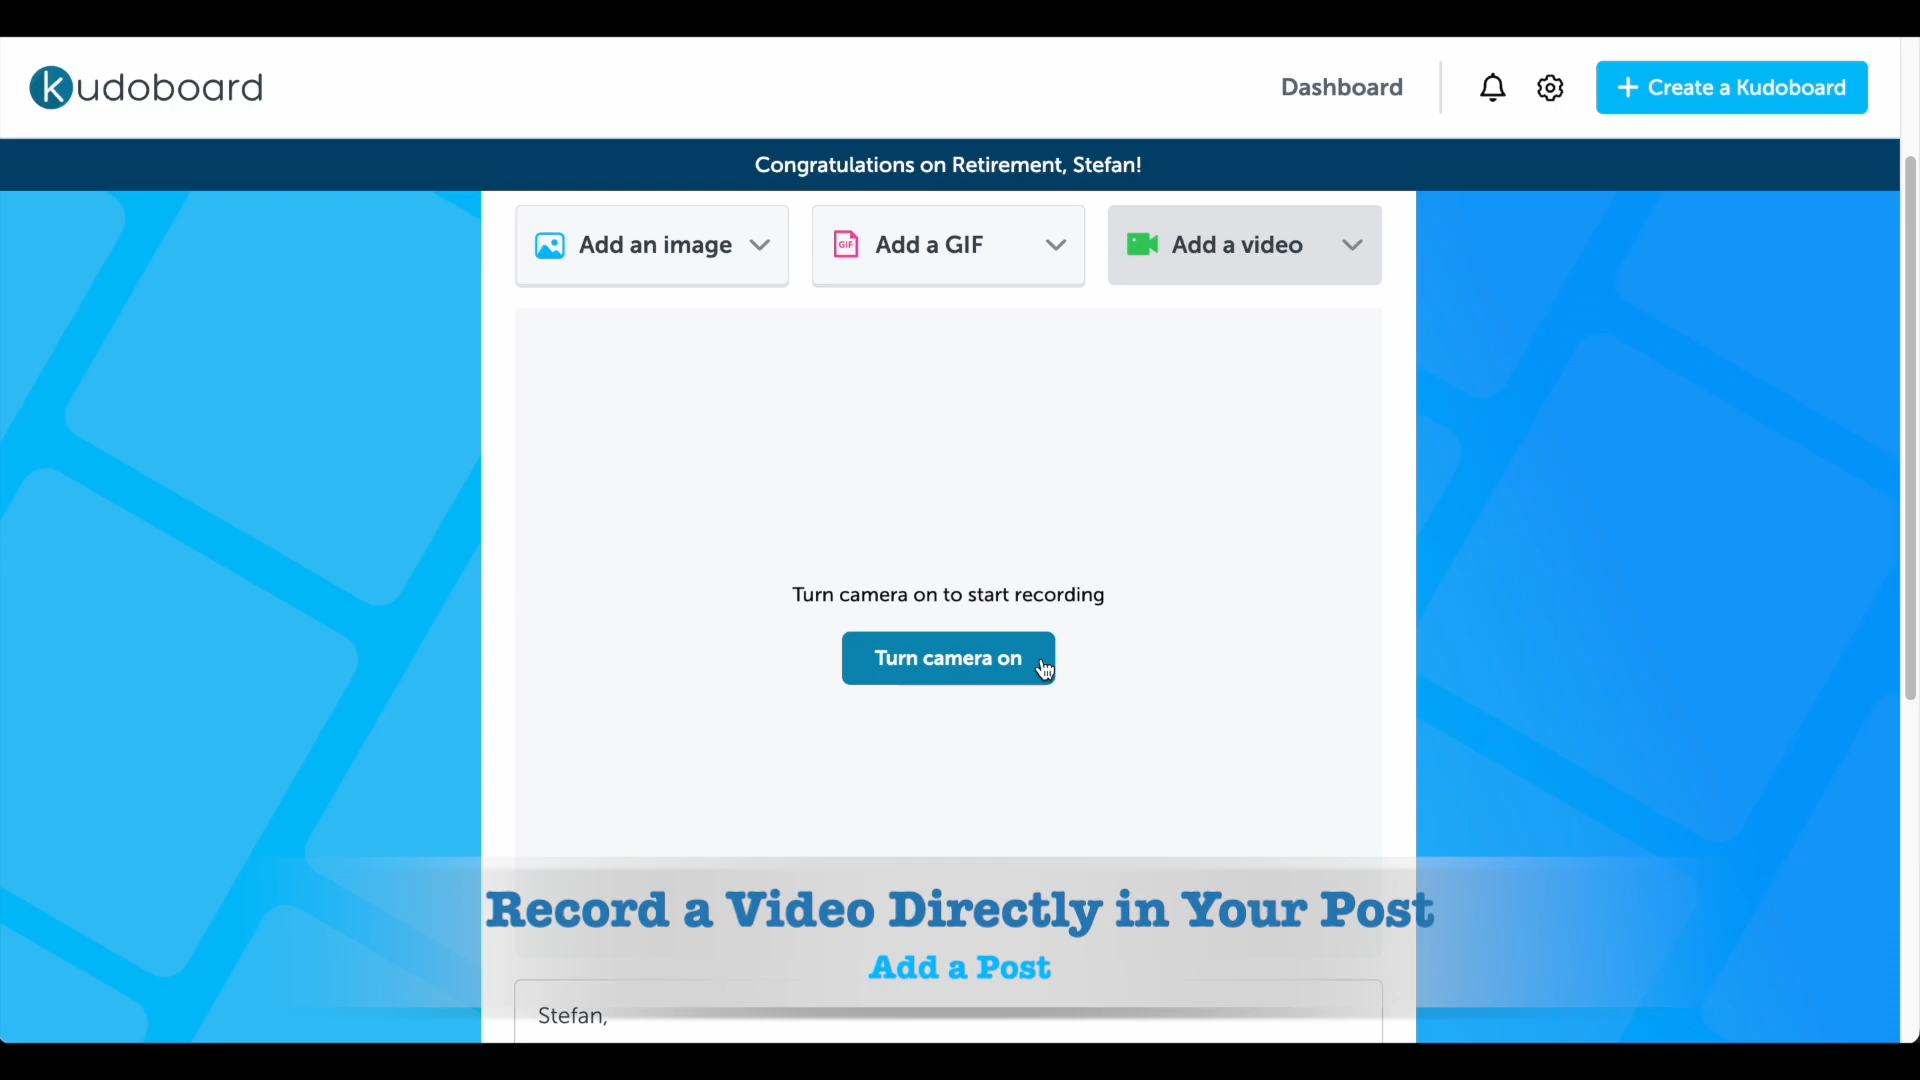 kudoboard
Dashboard
+ Create a Kudoboard
Congratulations on Retirement, Stefan!
Add an image
GIF Add a GIF
Add a video
Turn camera on to start recording
Turn camera on
Record a Video Directly in Your Post
Add a Post
Stefan,